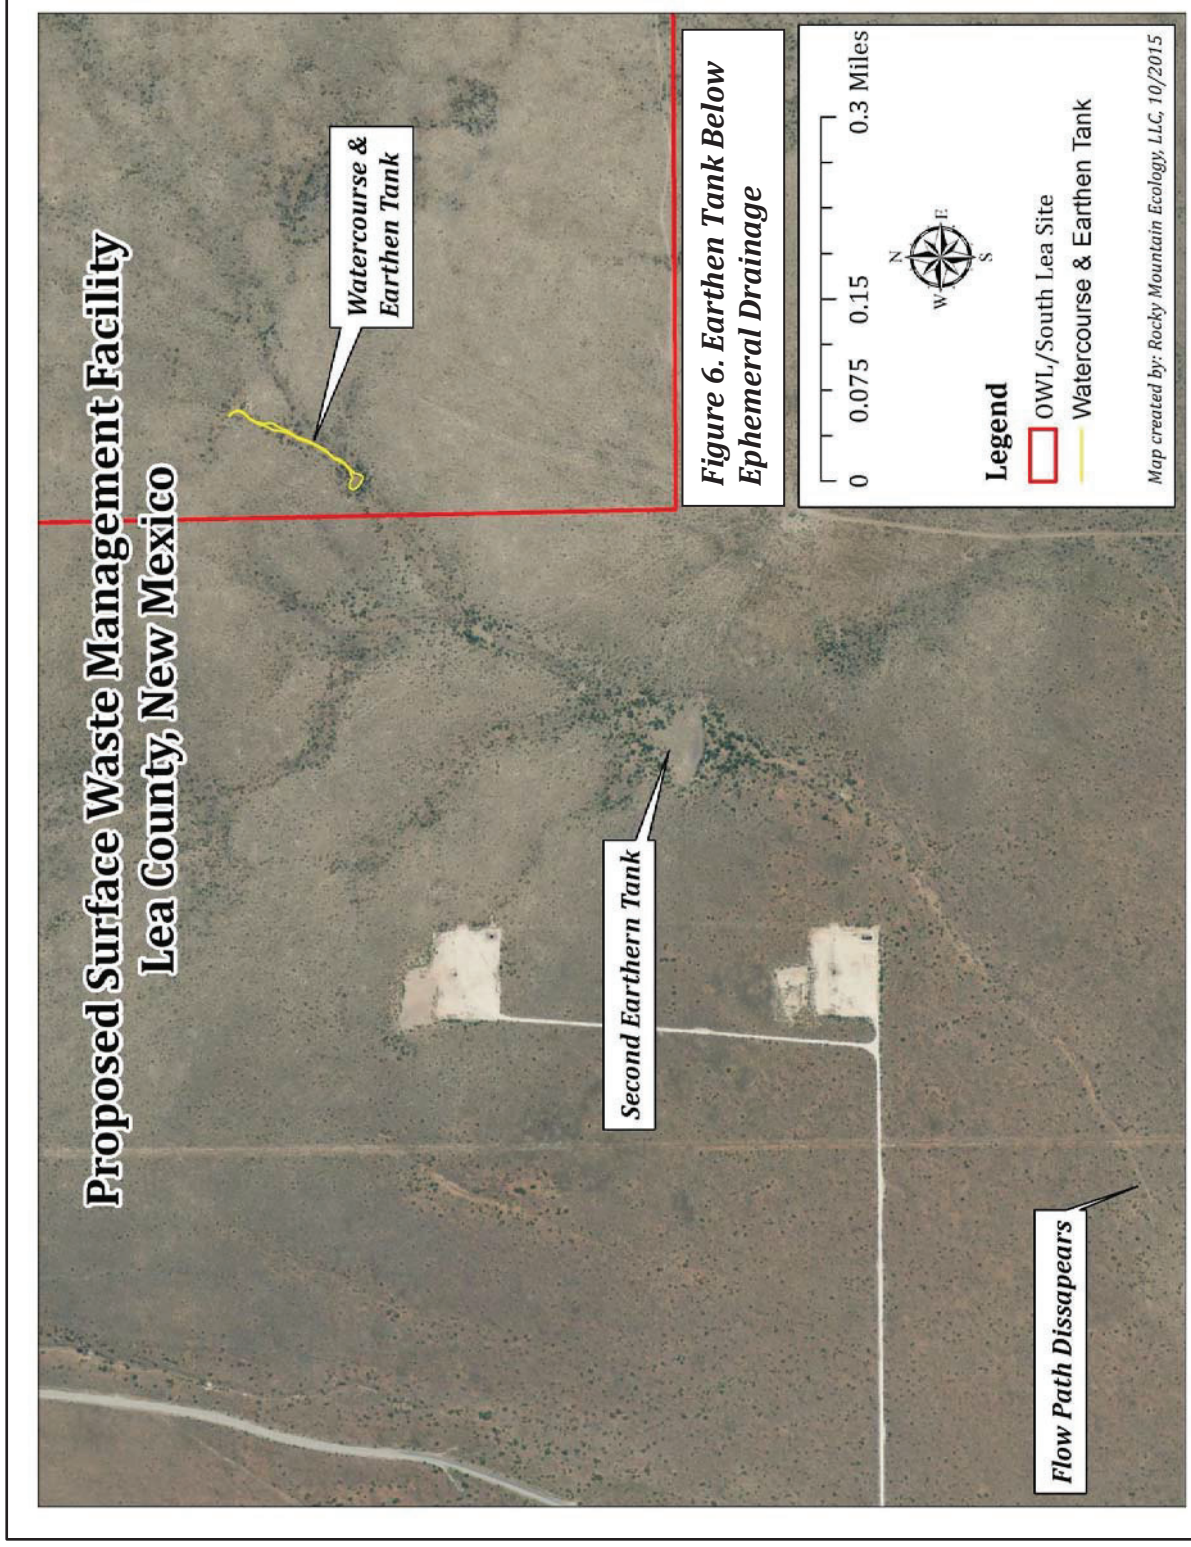 Proposed Surface Waste Management Facility
Lea County, New Mexico
Watercourse &
Earthen Tank
Second Earthern Tank
Flow Path Dissapears
Figure 6. Earthen Tank Below
Ephemeral Drainage
0 0.075 0.15 0.3 Miles
N
W E
S
Legend
OWL/South Lea Site
Watercourse & Earthen Tank
Map created by: Rocky Mountain Ecology, LLC, 10/2015